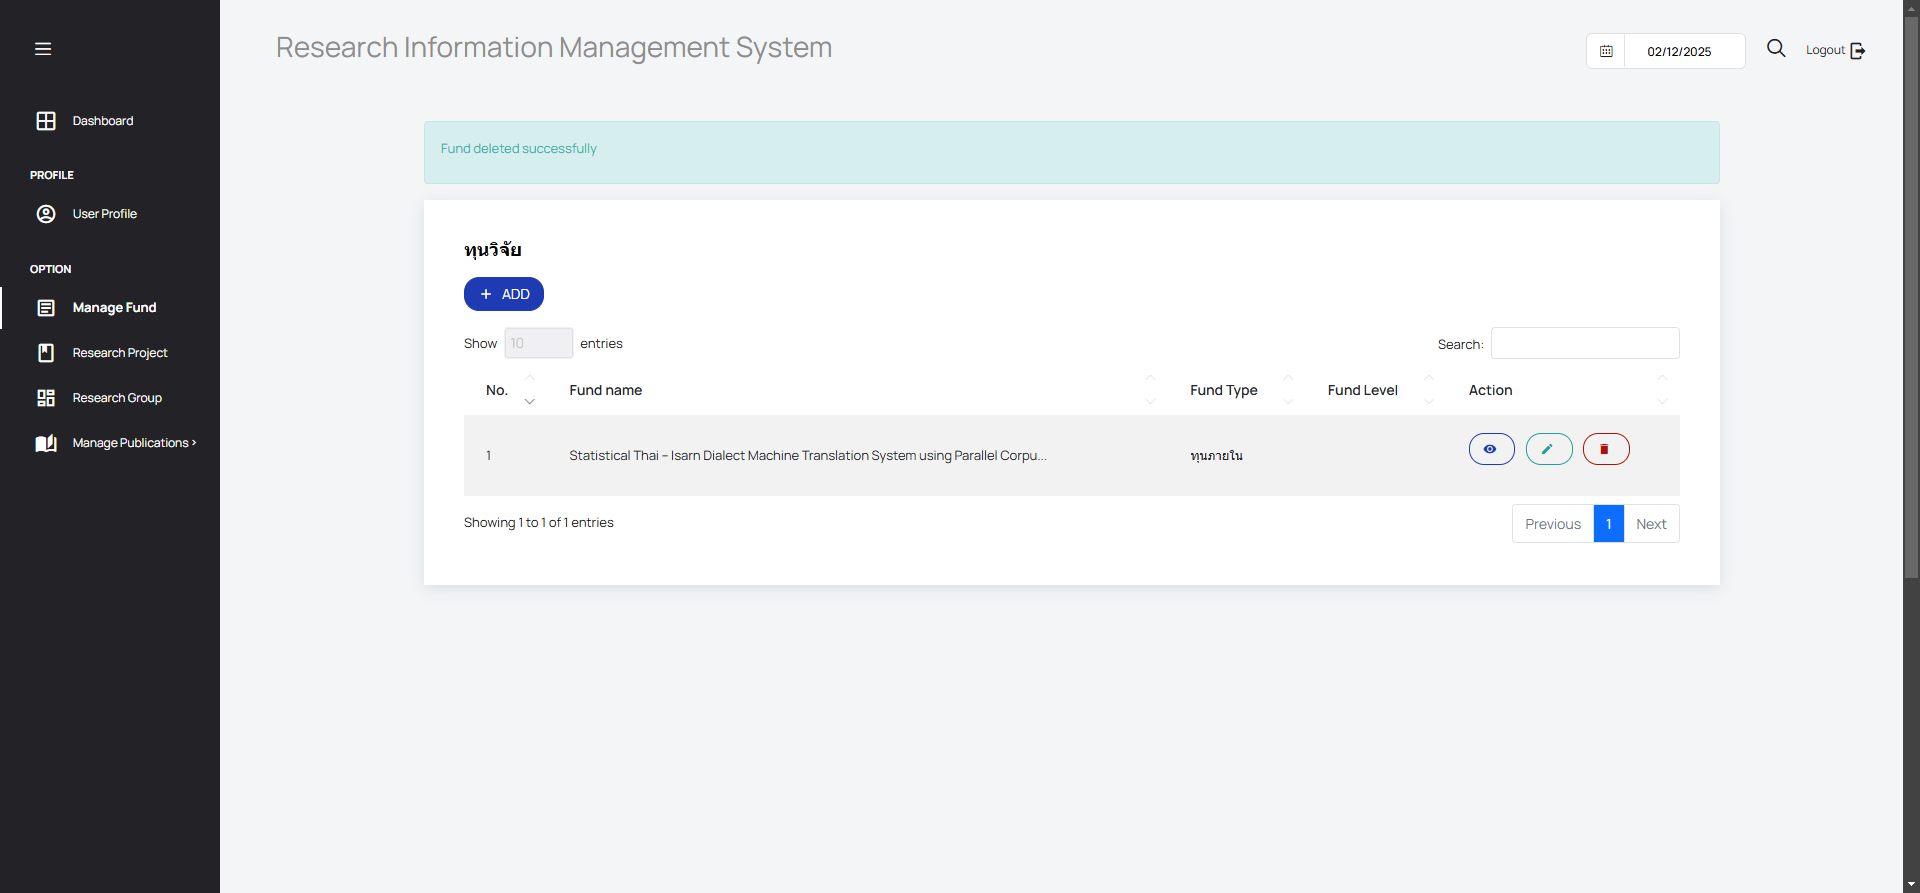 Research Information Management System
02/12/2025
Logout
Dashboard
PROFILE
User Profile
OPTION
Manage Fund
Research Project
Research Group
Manage Publications
Fund deleted successfully
ทุนวิจัย
ADD
Show 10 entries
Search:
No. Fund name Fund Type Fund Level Action
1 Statistical Thai – Isarn Dialect Machine Translation System using Parallel Corpu... ทุนภายใน
Showing 1 to 1 of 1 entries
Previous 1 Next